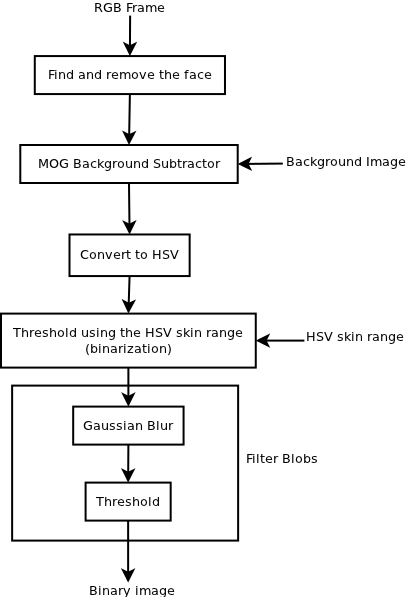 RGB Frame
Find and remove the face
MOG Background Subtractor
Background Image
Convert to HSV
Threshold using the HSV skin range
(binarization)
HSV skin range
Gaussian Blur
Filter Blobs
Threshold
Binary image